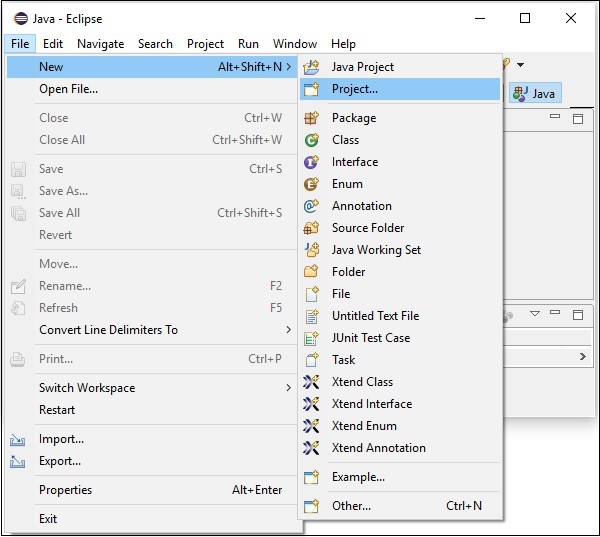 Java - Eclipse
File Edit Navigate Search Project Run Window Help
New Alt+Shift+N >
Open File...
Close Ctrl+W
Close All Ctrl+Shift+W
Save Ctrl+S
Save As...
Save All Ctrl+Shift+S
Revert
Move...
Rename... F2
Refresh F5
Convert Line Delimiters To >
Print... Ctrl+P
Switch Workspace >
Restart
Import...
Export...
Properties Alt+Enter
Exit
Java Project
Project...
Package
Class
Interface
Enum
Annotation
Source Folder
Java Working Set
Folder
File
Untitled Text File
JUnit Test Case
Task
Xtend Class
Xtend Interface
Xtend Enum
Xtend Annotation
Example...
Other... Ctrl+N
Java